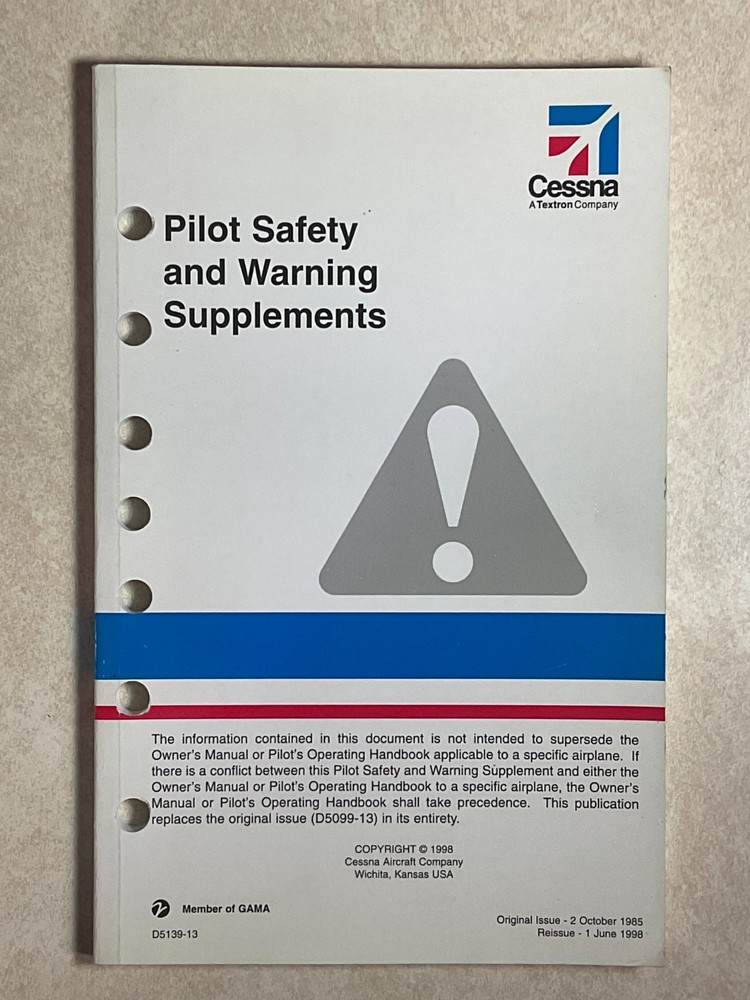 Cessna
A Textron Company
Pilot Safety
and Warning
Supplements
The information contained in this document is not intended to supersede the
Owner's Manual or Pilot's Operating Handbook applicable to a specific airplane. If
there is a conflict between this Pilot Safety and Warning Supplement and either the
Owner's Manual or Pilot's Operating Handbook to a specific airplane, the Owner's
Manual or Pilot's Operating Handbook shall take precedence. This publication
replaces the original issue (D5099-13) in its entirety.
COPYRIGHT © 1998
Cessna Aircraft Company
Wichita, Kansas USA
Member of GAMA
D5139-13
Original Issue - 2 October 1985
Reissue - 1 June 1998